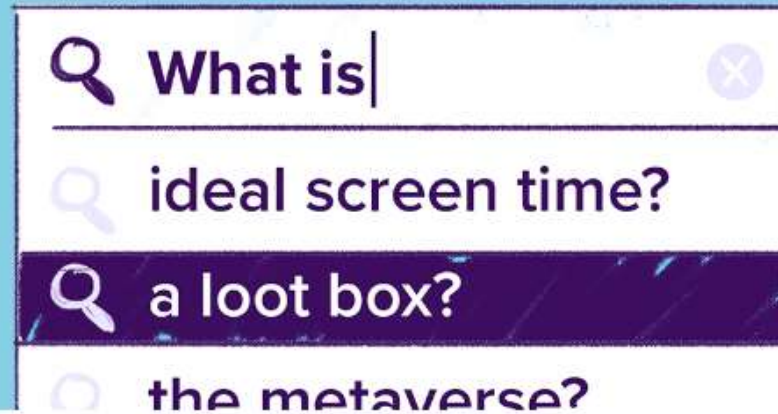 What is
ideal screen time?
a loot box?
the metaverse?